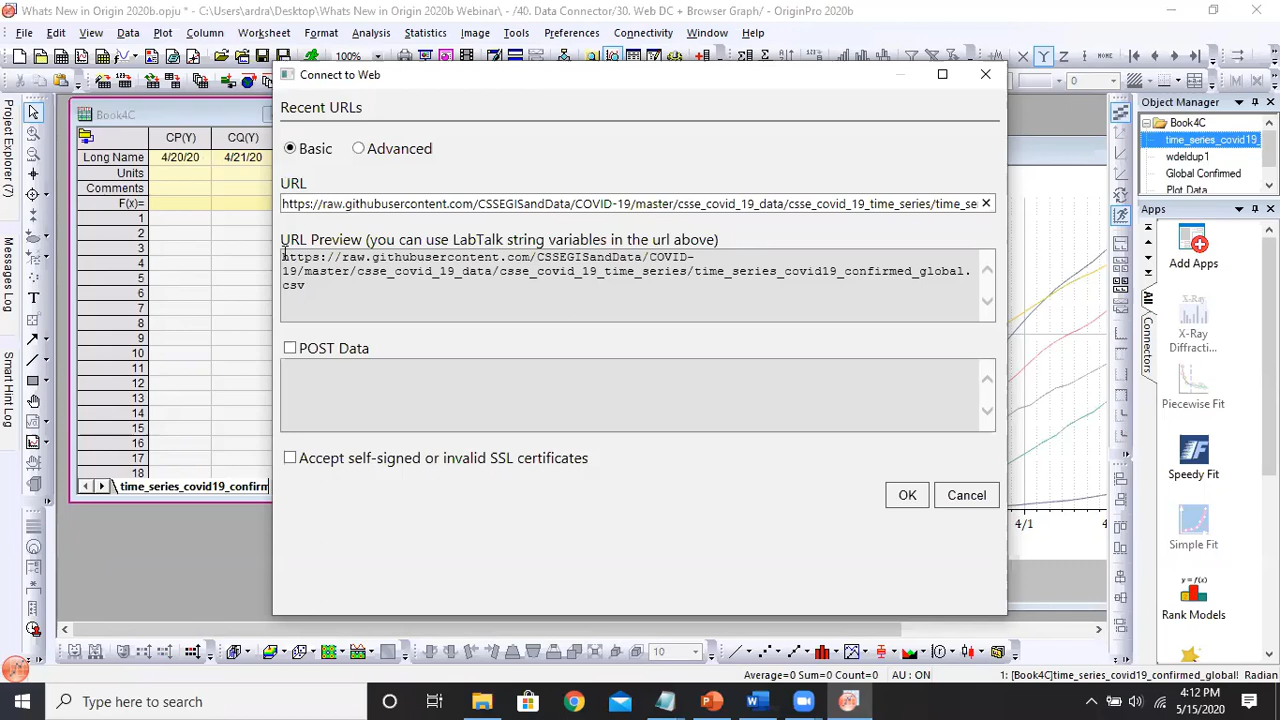 Whats New in Origin 2020b.opju * - C:\Users\ardra\Desktop\Whats New in Origin 2020b Webinar\ - /40. Data Connector/30. Web DC + Browser Graph/ - OriginPro 2020b
File Edit View Data Plot Column Worksheet Format Analysis Statistics Image Tools Preferences Connectivity Window Help
100%
Y Z
0
Project Explorer (7)
Messages Log
Smart Hint Log
Book4C
CP(Y) CQ(Y)
Long Name 4/20/20 4/21/20
Units
Comments
F(x)=
1
2
3
4
5
6
7
8
9
10
11
12
13
14
15
16
17
18
time_series_covid19_confirm
Connect to Web
Recent URLs
Basic Advanced
URL
https://raw.githubusercontent.com/CSSEGISandData/COVID-19/master/csse_covid_19_data/csse_covid_19_time_series/time_se
URL Preview (you can use LabTalk string variables in the url above)
https://raw.githubusercontent.com/CSSEGISandData/COVID-
19/master/csse_covid_19_data/csse_covid_19_time_series/time_series_covid19_confirmed_global.
csv
POST Data
Accept self-signed or invalid SSL certificates
OK Cancel
4/1 4
Object Manager
Book4C
time_series_covid19_
wdeldup1
Global Confirmed
Plot Data
Apps
All
Connectors
Add Apps
X-Ray
X-Ray
Diffracti...
Piecewise Fit
Speedy Fit
Simple Fit
y = f(x)
Rank Models
10
Average=0 Sum=0 Count=0 AU : ON 1: [Book4C]time_series_covid19_confirmed_global! Radian
Type here to search
4:12 PM
5/15/2020